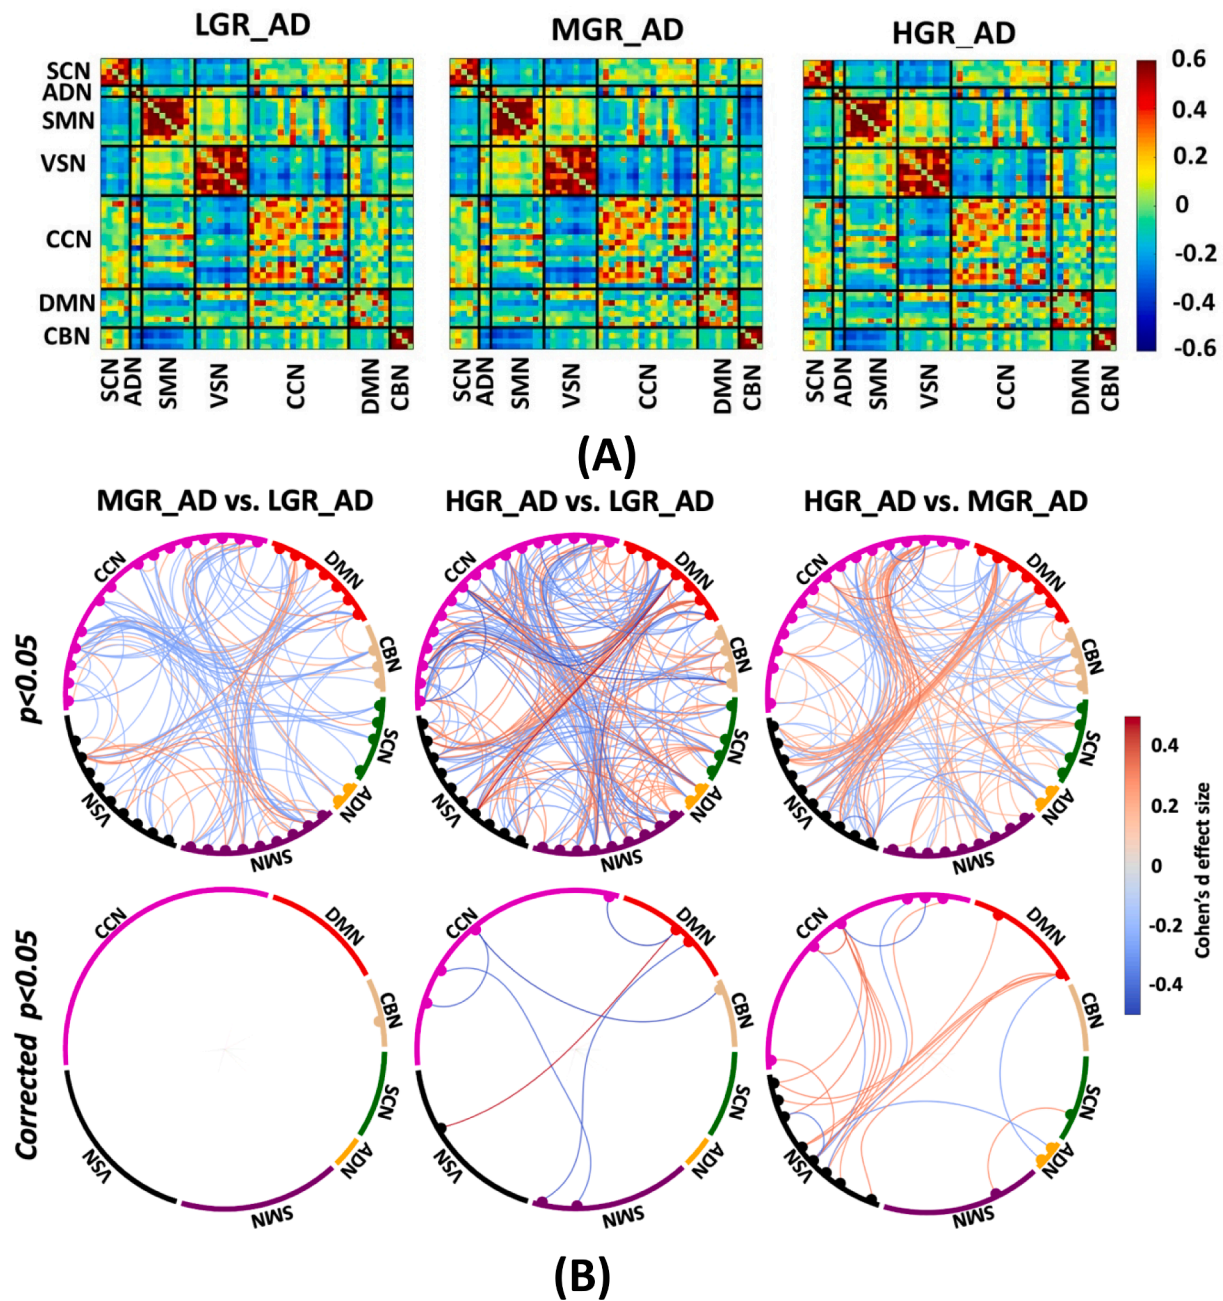 LGR_AD MGR_AD HGR_AD
SCN
ADN
SMN
VSN
CCN
DMN
CBN
SCN ADN SMN VSN CCN DMN CBN
SCN ADN SMN VSN CCN DMN CBN
SCN ADN SMN VSN CCN DMN CBN
0.6
0.4
0.2
0
-0.2
-0.4
-0.6
(A)
MGR_AD vs. LGR_AD HGR_AD vs. LGR_AD HGR_AD vs. MGR_AD
p<0.05
CCN DMN CBN SCN ADN SMN VSN
CCN DMN CBN SCN ADN SMN VSN
CCN DMN CBN SCN ADN SMN VSN
Corrected p<0.05
CCN DMN CBN SCN ADN SMN VSN
CCN DMN CBN SCN ADN SMN VSN
CCN DMN CBN SCN ADN SMN VSN
0.4
0.2
0
-0.2
-0.4
Cohen's d effect size
(B)